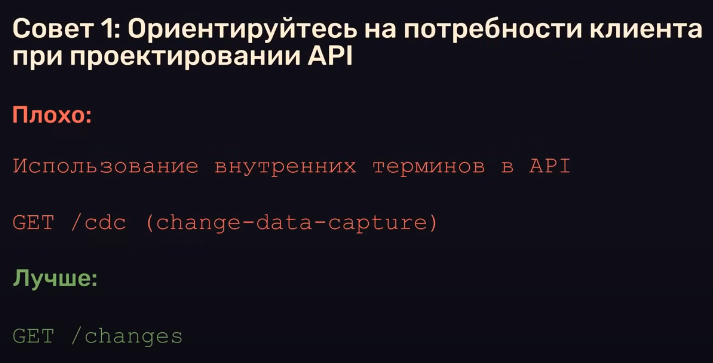 Совет 1: Ориентируйтесь на потребности клиента
при проектировании API
Плохо:
Использование внутренних терминов в API
GET /cdc (change-data-capture)
Лучше:
GET /changes